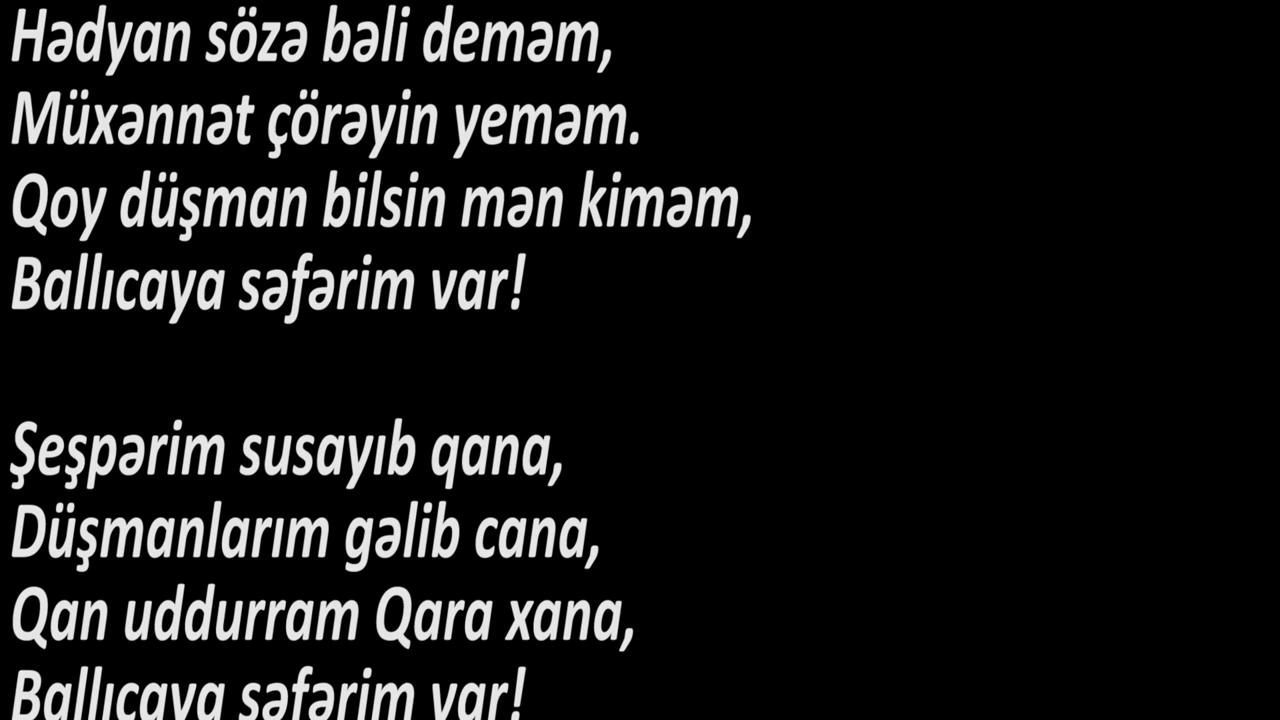 Hədyan sözə bəli deməm,
Müxənnət çörəyin yeməm.
Qoy düşman bilsin mən kiməm,
Ballıcaya səfərim var!
Şeşpərim susayıb qana,
Düşmanlarım gəlib cana,
Qan uddurram Qara xana,
Ballıcaya səfərim var!